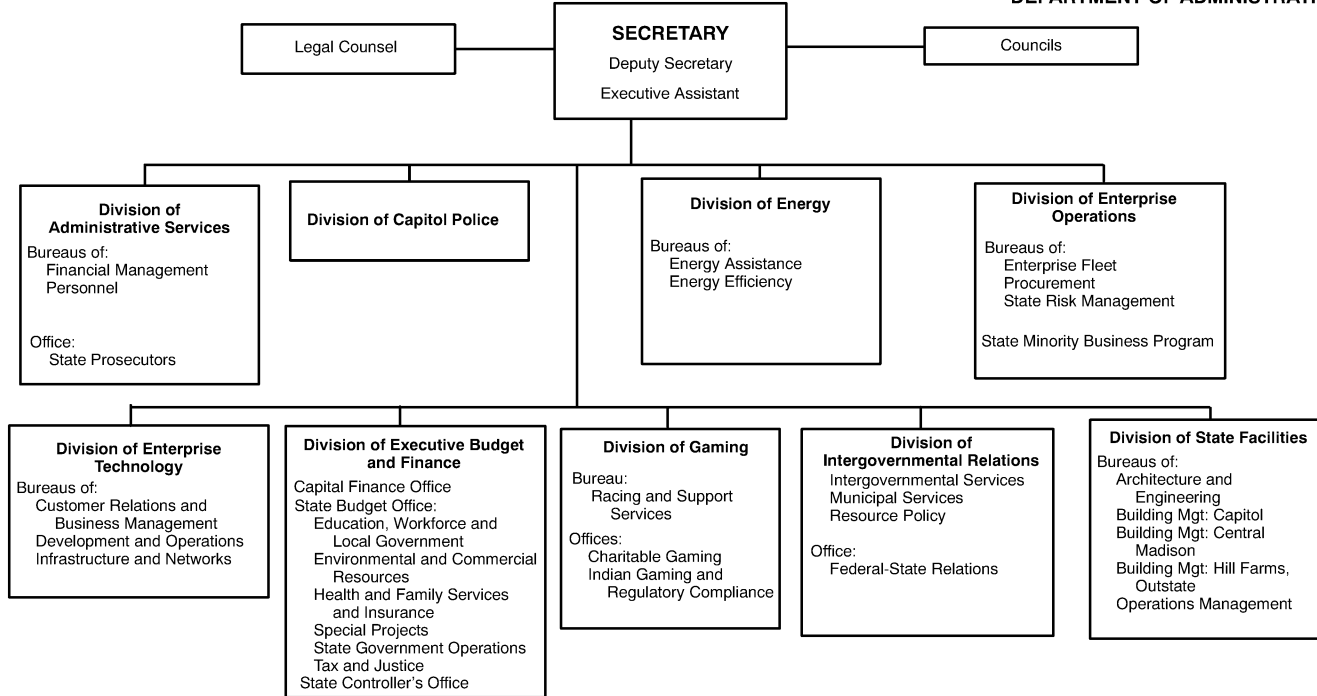 DEPARTMENT OF ADMINISTRATI
Legal Counsel
SECRETARY
Deputy Secretary
Executive Assistant
Councils
Division of
Administrative Services
Bureaus of:
Financial Management
Personnel
Office:
State Prosecutors
Division of Capitol Police
Division of Energy
Bureaus of:
Energy Assistance
Energy Efficiency
Division of Enterprise
Operations
Bureaus of:
Enterprise Fleet
Procurement
State Risk Management
State Minority Business Program
Division of Enterprise
Technology
Bureaus of:
Customer Relations and
Business Management
Development and Operations
Infrastructure and Networks
Division of Executive Budget
and Finance
Capital Finance Office
State Budget Office:
Education, Workforce and
Local Government
Environmental and Commercial
Resources
Health and Family Services
and Insurance
Special Projects
State Government Operations
Tax and Justice
State Controller's Office
Division of Gaming
Bureau:
Racing and Support
Services
Offices:
Charitable Gaming
Indian Gaming and
Regulatory Compliance
Division of
Intergovernmental Relations
Intergovernmental Services
Municipal Services
Resource Policy
Office:
Federal-State Relations
Division of State Facilities
Bureaus of:
Architecture and
Engineering
Building Mgt: Capitol
Building Mgt: Central
Madison
Building Mgt: Hill Farms,
Outstate
Operations Management